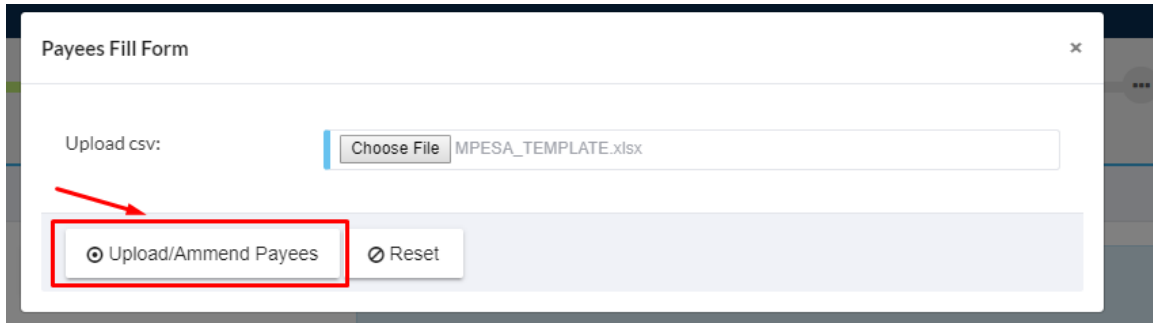 Payees Fill Form
×
Upload csv:
Choose File MPESA_TEMPLATE.xlsx
Upload/Ammend Payees
Reset